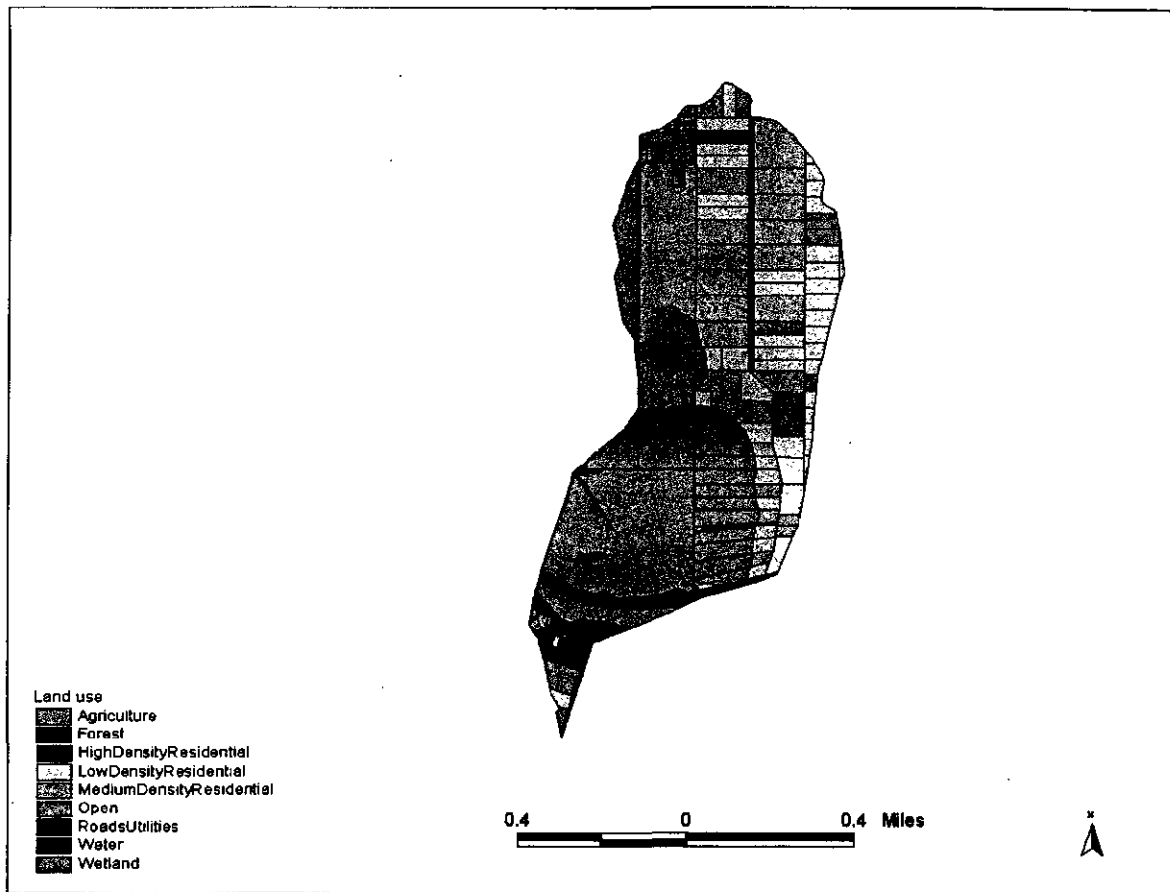 Land use
Agriculture
Forest
HighDensityResidential
LowDensityResidential
MediumDensityResidential
Open
RoadsUtilities
Water
Wetland
0.4 0 0.4 Miles